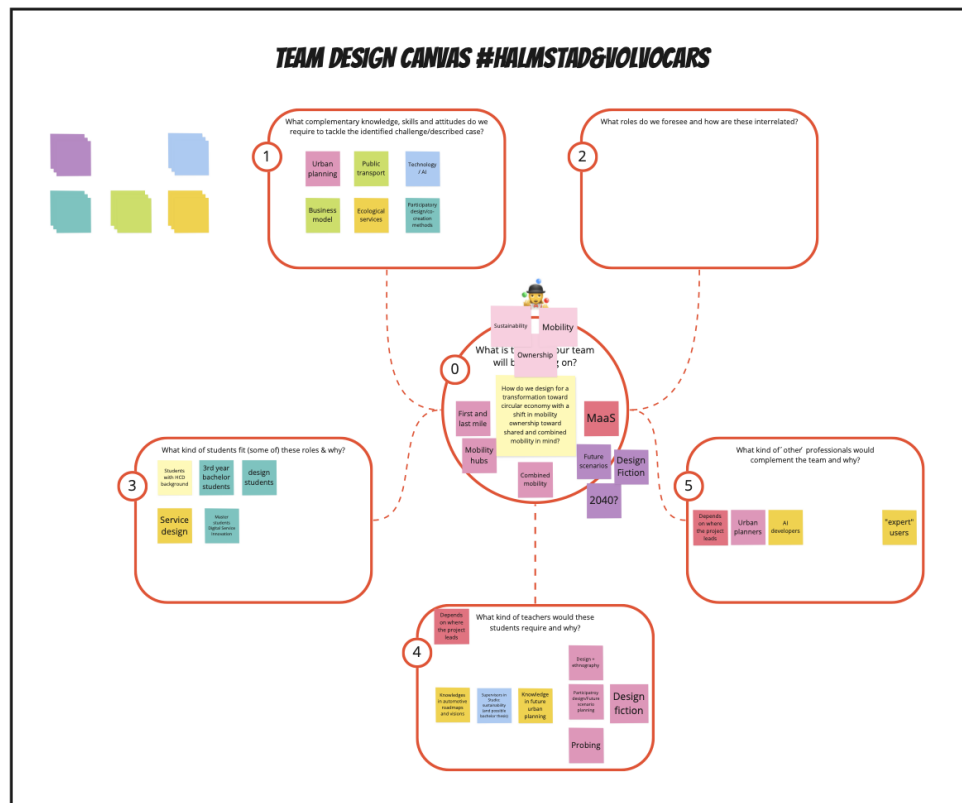 TEAM DESIGN CANVAS #HALMSTAD&VOLVOCARS
1
What complementary knowledge, skills and attitudes do we
require to tackle the identified challenge/described case?
Urban
planning
Public
transport
Technology
/ AI
Business
model
Ecological
services
Participatory
design/co-
creation
methods
2
What roles do we foresee and how are these interrelated?
0
Sustainability
Mobility
Ownership
What is t
our team
will b
g on?
How do we design for a
transformation toward
circular economy with a
shift in mobility
ownership toward
shared and combined
mobility in mind?
First and
last mile
Mobility
hubs
Combined
mobility
MaaS
Future
scenarios
Design
Fiction
2040?
3
What kind of students fit (some of) these roles & why?
Students
with HCD
background
3rd year
bachelor
students
design
students
Service
design
Master
students
Digital Service
Innovation
5
What kind of ̈ other ̈ professionals would
complement the team and why?
Depends
on where
the project
leads
Urban
planners
AI
developers
"expert"
users
4
What kind of teachers would these
students require and why?
Depends
on where
the project
leads
Knowledges
in automotive
roadmaps
and visions
Supervisors in
Studio
sustainability
(and possible
bachelor thesis)
Knowledge
in future
urban
planning
Design +
ethnography
Participatory
design/Future
scenario
planning
Design
fiction
Probing